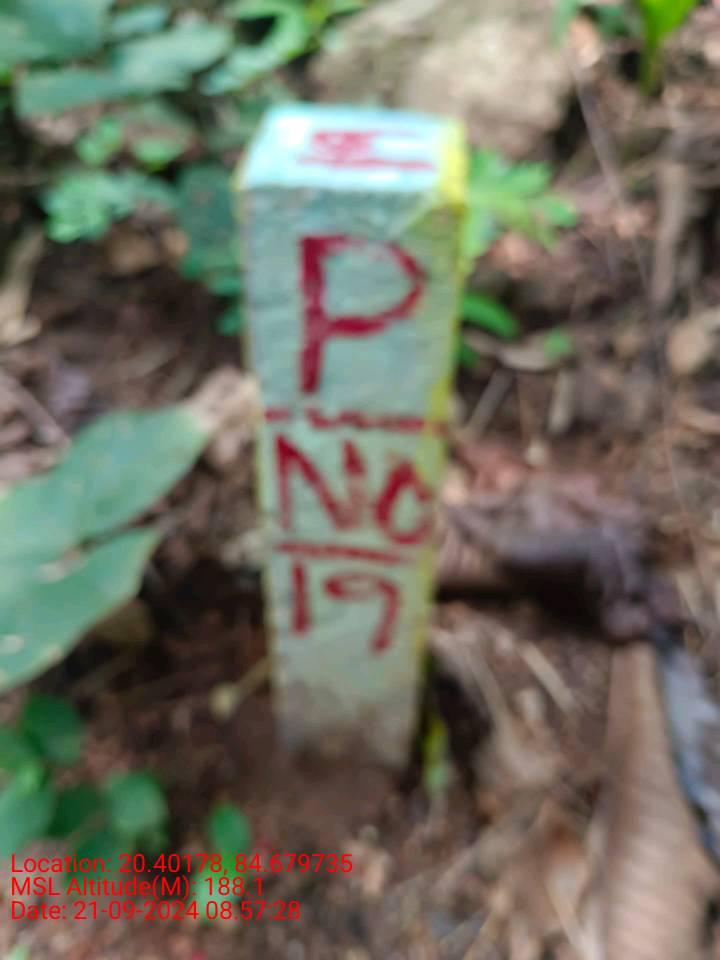 P
No
19
Location: 20.40178, 84.679735
MSL Altitude(M): 188.1
Date: 21-09-2024 08:57:28